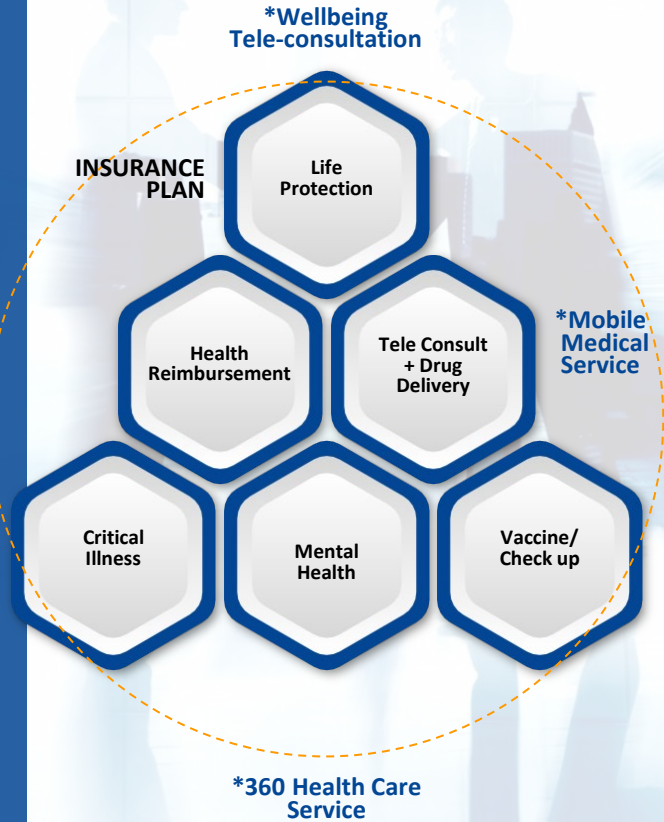 *Wellbeing
Tele-consultation
INSURANCE
PLAN
Life
Protection
Health
Reimbursement
Tele Consult
+ Drug
Delivery
*Mobile
Medical
Service
Critical
Illness
Mental
Health
Vaccine/
Check up
*360 Health Care
Service